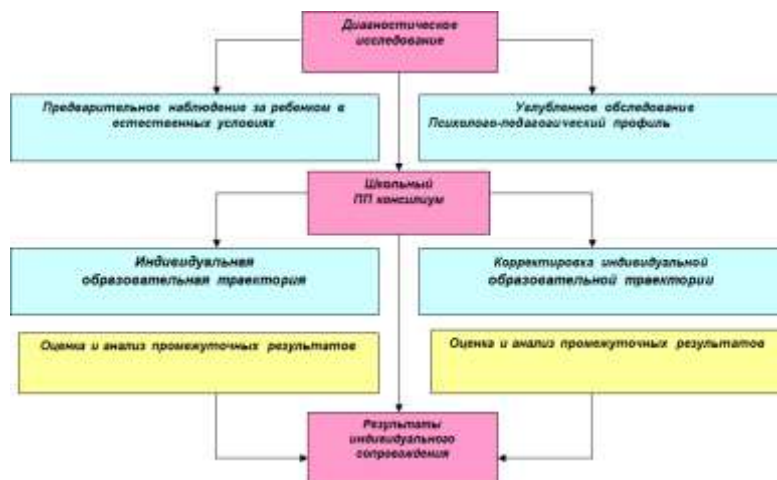 Диагностическое
исследование
Предварительное наблюдение за ребенком в
естественных условиях
Углубленное обследование
Психолого-педагогический профиль
Школьный
ПП консилиум
Индивидуальная
образовательная траектория
Корректировка индивидуальной
образовательной траектории
Оценка и анализ промежуточных результатов
Оценка и анализ промежуточных результатов
Результаты
индивидуального
сопровождения